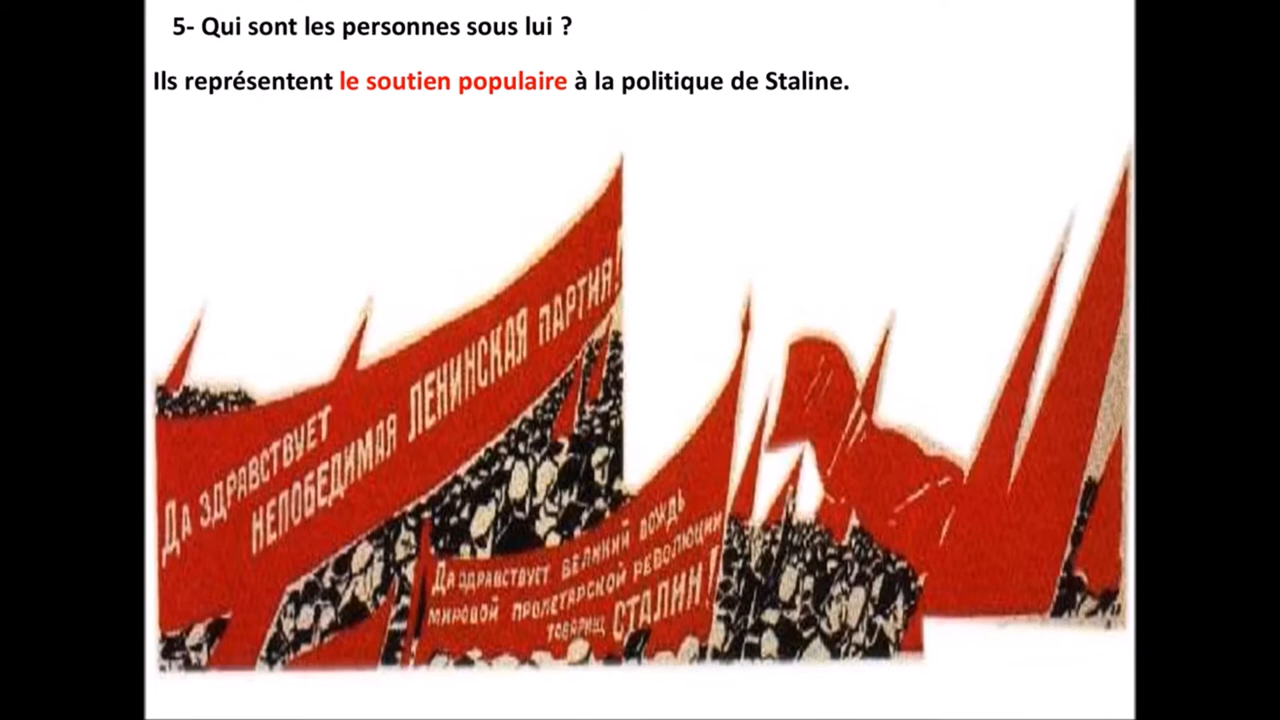 5- Qui sont les personnes sous lui ?
Ils représentent le soutien populaire à la politique de Staline.
ДА ЗДРАВСТВУЕТ
НЕПОБЕДИМАЯ ЛЕНИНСКАЯ ПАРТИЯ!
ДА ЗДРАВСТВУЕТ ВЕЛИКИЙ ВОЖДЬ
МИРОВОЙ ПРОЛЕТАРСКОЙ РЕВОЛЮЦИИ
ТОВАРИЩ СТАЛИН!